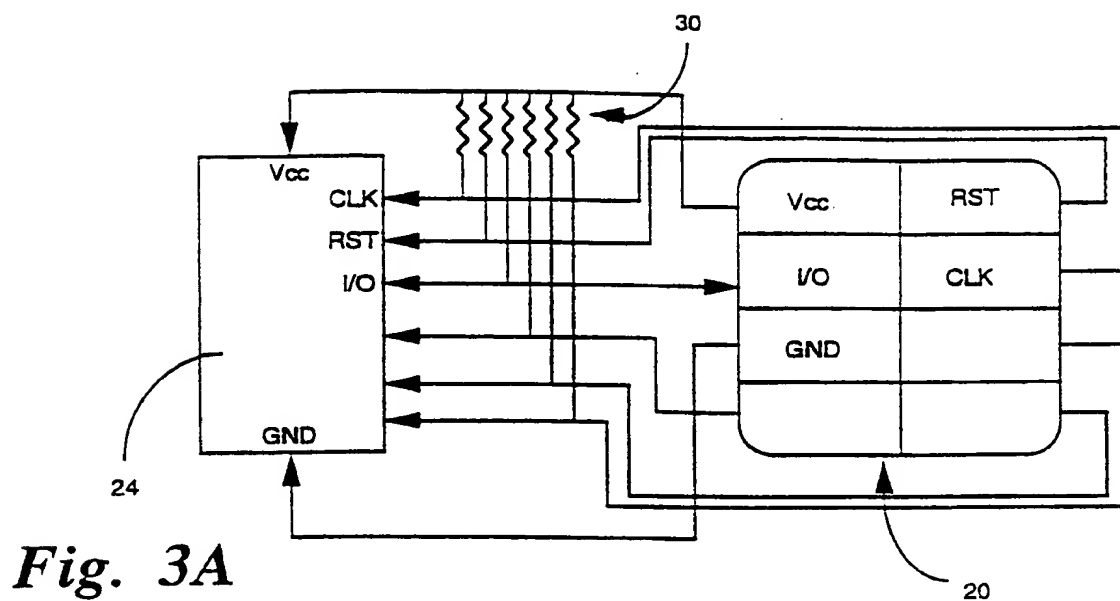 30
Vcc
CLK
RST
I/O
GND
24
Vcc
RST
I/O
CLK
GND
20
Fig. 3A